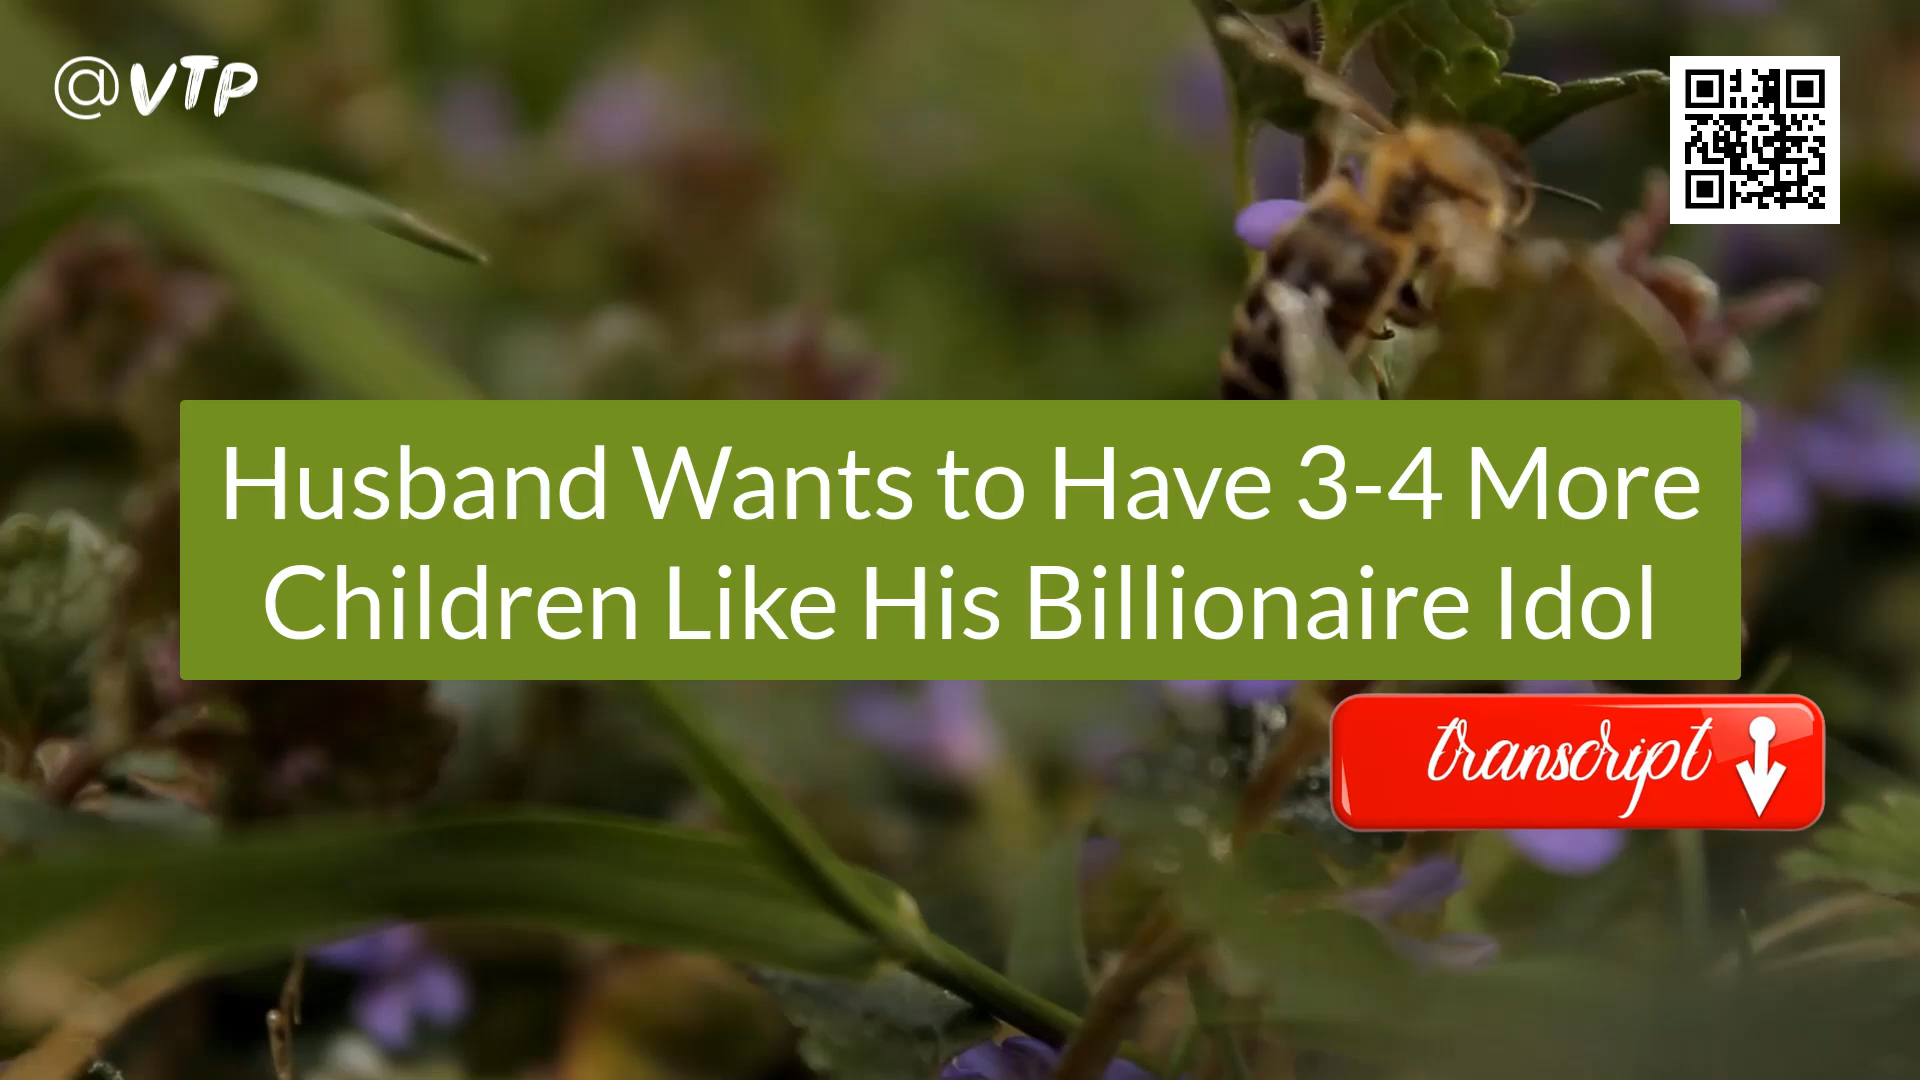 @VTP
Husband Wants to Have 3-4 More
Children Like His Billionaire Idol
transcript